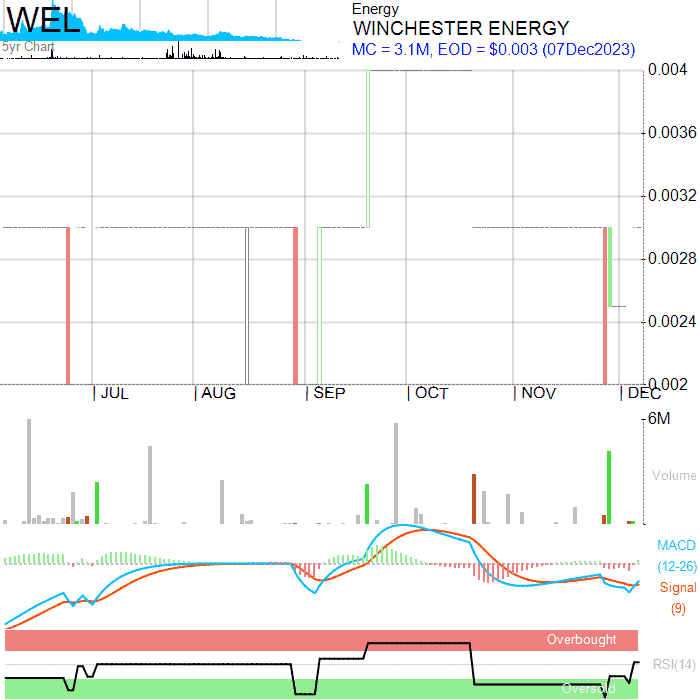 WEL
5yr Chart
Energy
WINCHESTER ENERGY
MC = 3.1M, EOD = $0.003 (07Dec2023)
0.004
0.0036
0.0032
0.0028
0.0024
0.002
JUL AUG SEP OCT NOV DEC
6M
Volume
MACD
(12-26)
Signal
(9)
Overbought
RSI(14)
Oversold